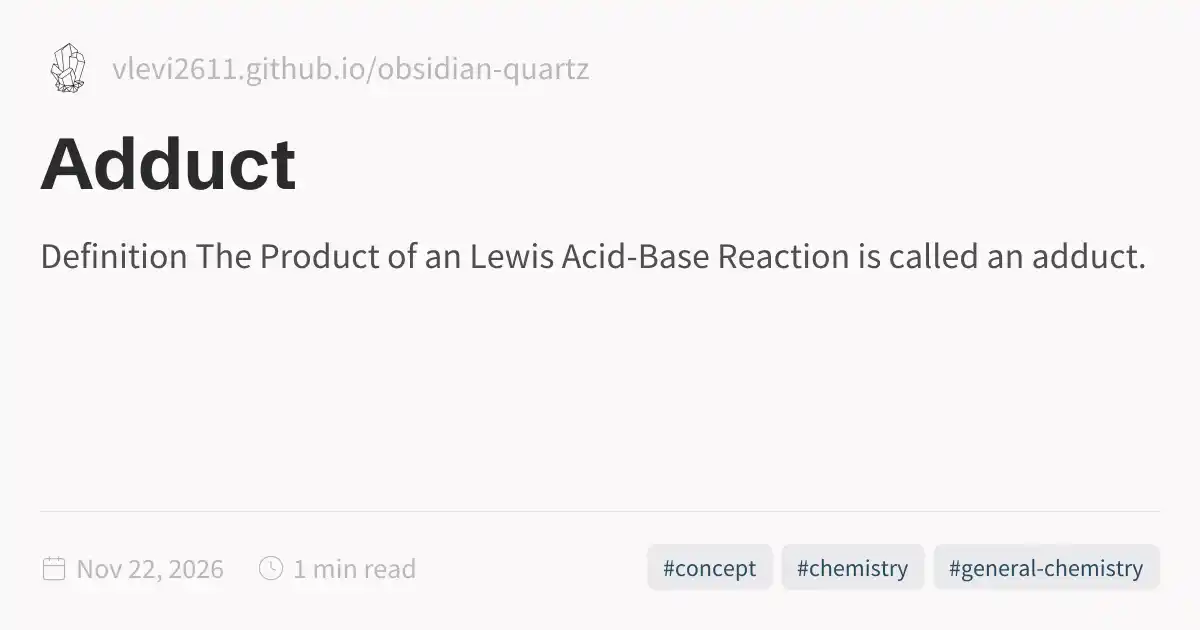 vlevi2611.github.io/obsidian-quartz
Adduct
Definition The Product of an Lewis Acid-Base Reaction is called an adduct.
Nov 22, 2026 1 min read #concept #chemistry #general-chemistry